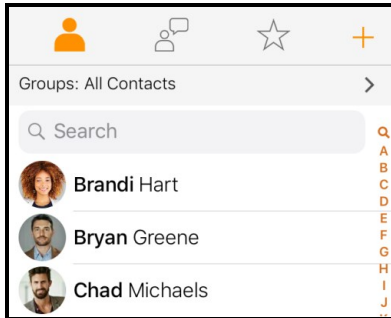 Groups: All Contacts
Search
A
Brandi Hart
B
C
D
Bryan Greene
E
F
G
H
Chad Michaels
I
J